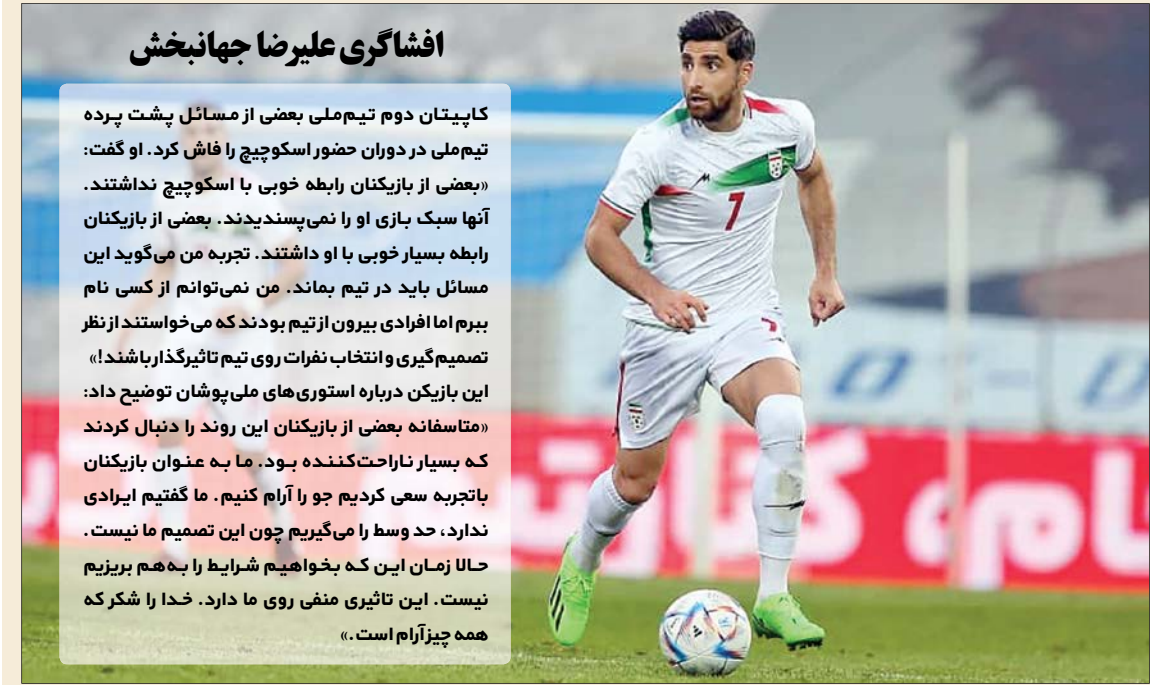 افشاگری علیرضا جهانبخش
کاپیتان دوم تیم‌ملی بعضی از مسائل پشت پرده
تیم‌ملی در دوران حضور اسکوچیچ را فاش کرد. او گفت:
«بعضی از بازیکنان رابطه خوبی با اسکوچیچ نداشتند.
آنها سبک بازی او را نمی‌پسندیدند. بعضی از بازیکنان
رابطه بسیار خوبی با او داشتند. تجربه من می‌گوید این
مسائل باید در تیم بماند. من نمی‌توانم از کسی نام
ببرم اما افرادی بیرون از تیم بودند که می‌خواستند از نظر
تصمیم‌گیری و انتخاب نفرات روی تیم تاثیرگذار باشند!»
این بازیکن درباره استوری‌های ملی‌پوشان توضیح داد:
«متاسفانه بعضی از بازیکنان این روند را دنبال کردند
که بسیار ناراحت‌کننده بود. ما به عنوان بازیکنان
باتجربه سعی کردیم جو را آرام کنیم. ما گفتیم ایرادی
ندارد، حد وسط را می‌گیریم چون این تصمیم ما نیست.
حالا زمان این که بخواهیم شرایط را به‌هم بریزیم
نیست. این تاثیری منفی روی ما دارد. خدا را شکر که
همه چیز آرام است.»
7
7